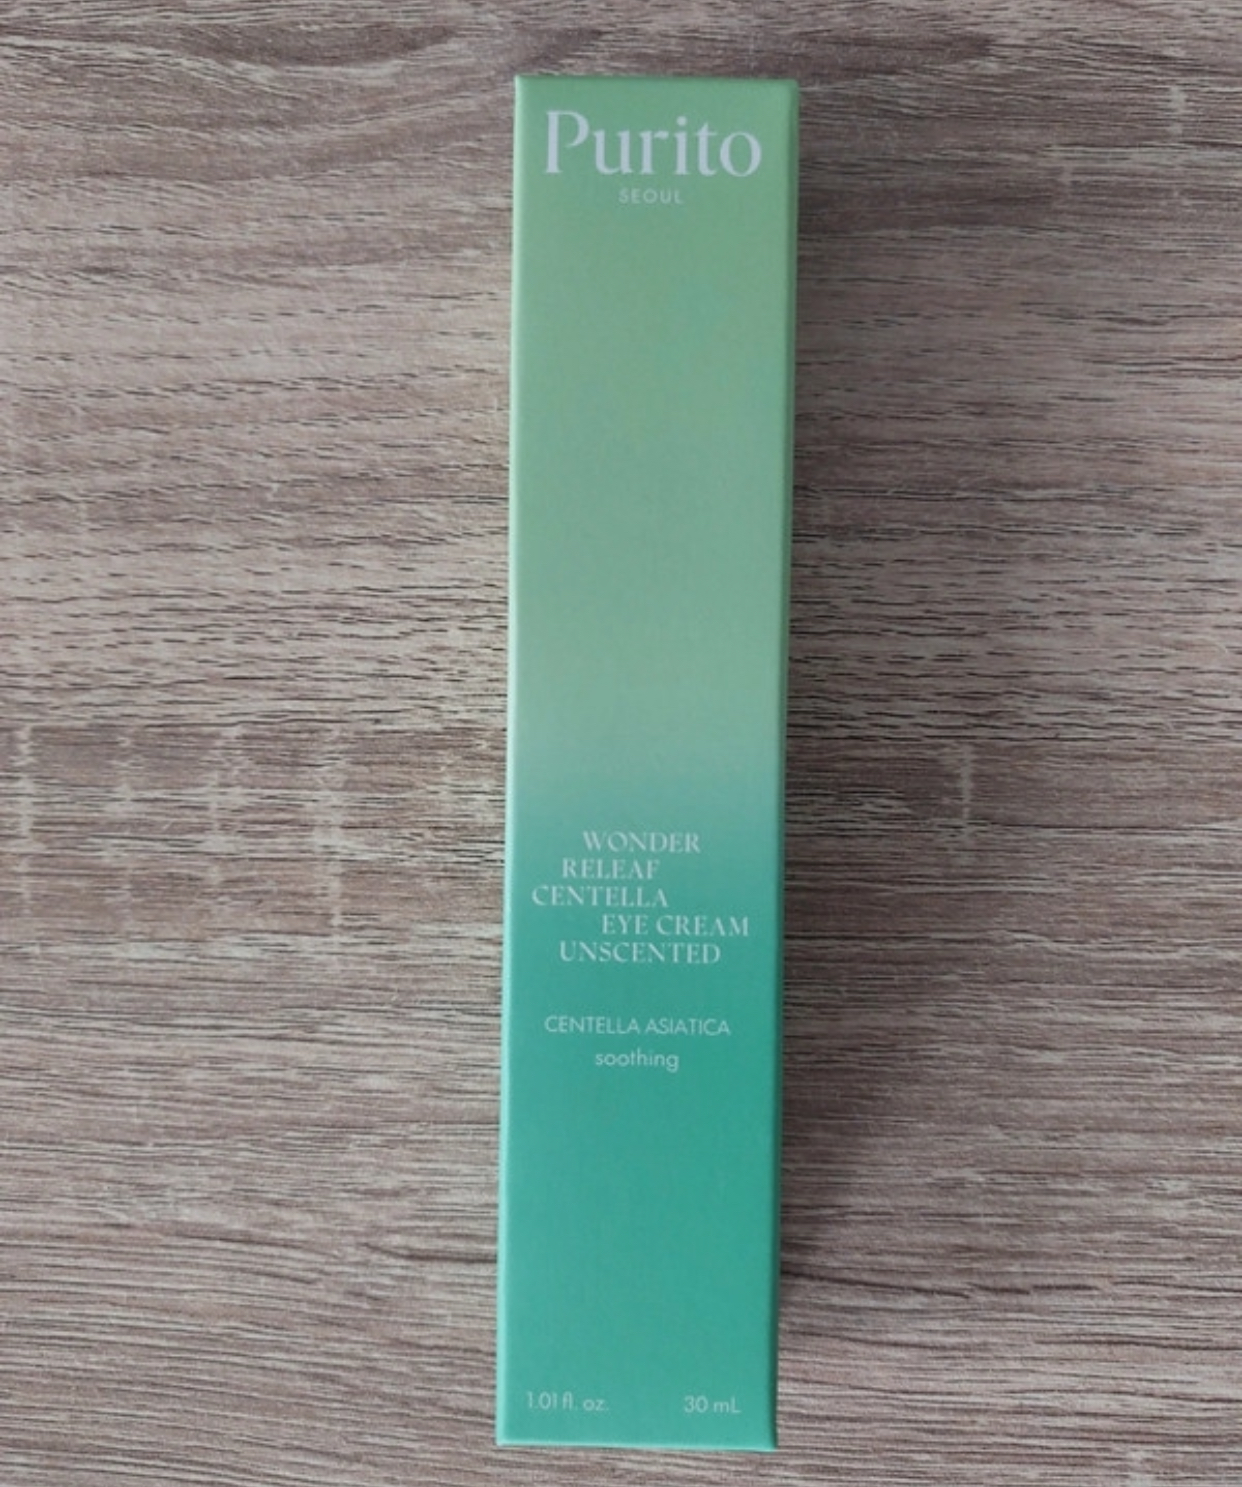 Purito
SEOUL
WONDER
RELEAF
CENTELLA
EYE CREAM
UNSCENTED
CENTELLA ASIATICA
soothing
1.01 fl. oz. 30 mL